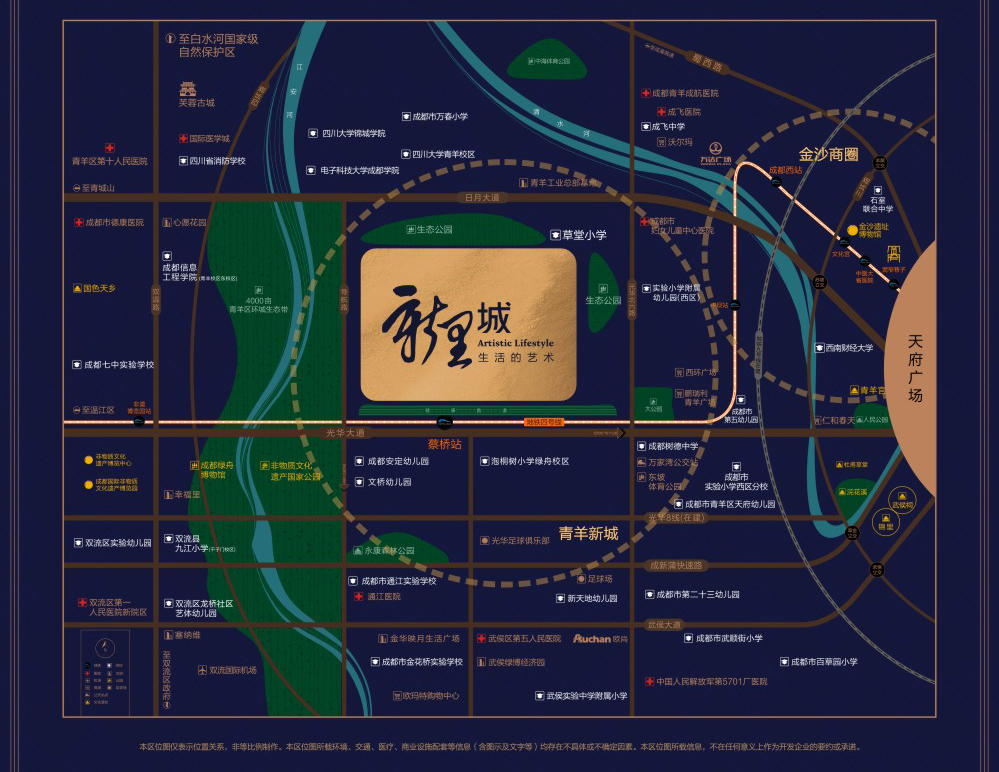 至白水河国家级
自然保护区
芙蓉古城
江
安
河
中海体育公园
蜀西路
清
水
河
成都青羊成航医院
成飞医院
成飞中学
沃尔玛
成都市万春小学
四川大学锦城学院
四川大学青羊校区
电子科技大学成都学院
国际医学城
青羊区第十人民医院
四川省消防学校
至青城山
日月大道
青羊工业总部基地
万达广场
金沙商圈
成都西站
石室
联合中学
金沙遗址
博物馆
文化宫
中医大
省医院
宽窄巷子
成都市德康医院
心愿花园
生态公园
草堂小学
成都市
妇女儿童中心医院
成都信息
工程学院
国色天乡
4000亩
青羊区环城生态带
新里城
Artistic Lifestyle
生活的艺术
生态公园
实验小学附属
幼儿园(西区)
成都七中实验学校
西南财经大学
天
府
广
场
西环广场
鹏瑞利
青羊广场
成都市
第五幼儿园
青羊宫
人民公园
仁和春天
大公园
至温江区
非遗
博览园站
地铁四号线
光华大道
蔡桥站
非物质文化
遗产博览中心
成都国际非物质
文化遗产博览园
成都绿舟
博物馆
非物质文化
遗产国家公园
成都安定幼儿园
文桥幼儿园
泡桐树小学绿舟校区
成都树德中学
万家湾公交站
东坡
体育公园
成都市
实验小学西区分校
杜甫草堂
浣花溪
武侯祠
锦里
幸福里
成都市青羊区天府幼儿园
光华8线(在建)
青羊新城
光华足球俱乐部
双流区实验幼儿园
双流县
九江小学
永康森林公园
成新蒲快速路
足球场
成都市通江实验学校
通江医院
新天地幼儿园
成都市第二十三幼儿园
双流区第一
人民医院新院区
双流区龙桥社区
艺体幼儿园
武侯大道
塞纳维
金华映月生活广场
武侯区第五人民医院
Auchan 欧尚
成都市武顺街小学
至双流区政府
双流国际机场
成都市金花桥实验学校
武侯绿博经济园
成都市百草园小学
欧玛特购物中心
武侯实验中学附属小学
中国人民解放军第5701厂医院
本区位图仅表示位置关系，非等比例制作。本区位图所载环境、交通、医疗、商业设施配套等信息（含图示及文字等）均存在不具体或不确定因素。本区位图所载信息，不在任何意义上作为开发企业的要约或承诺。